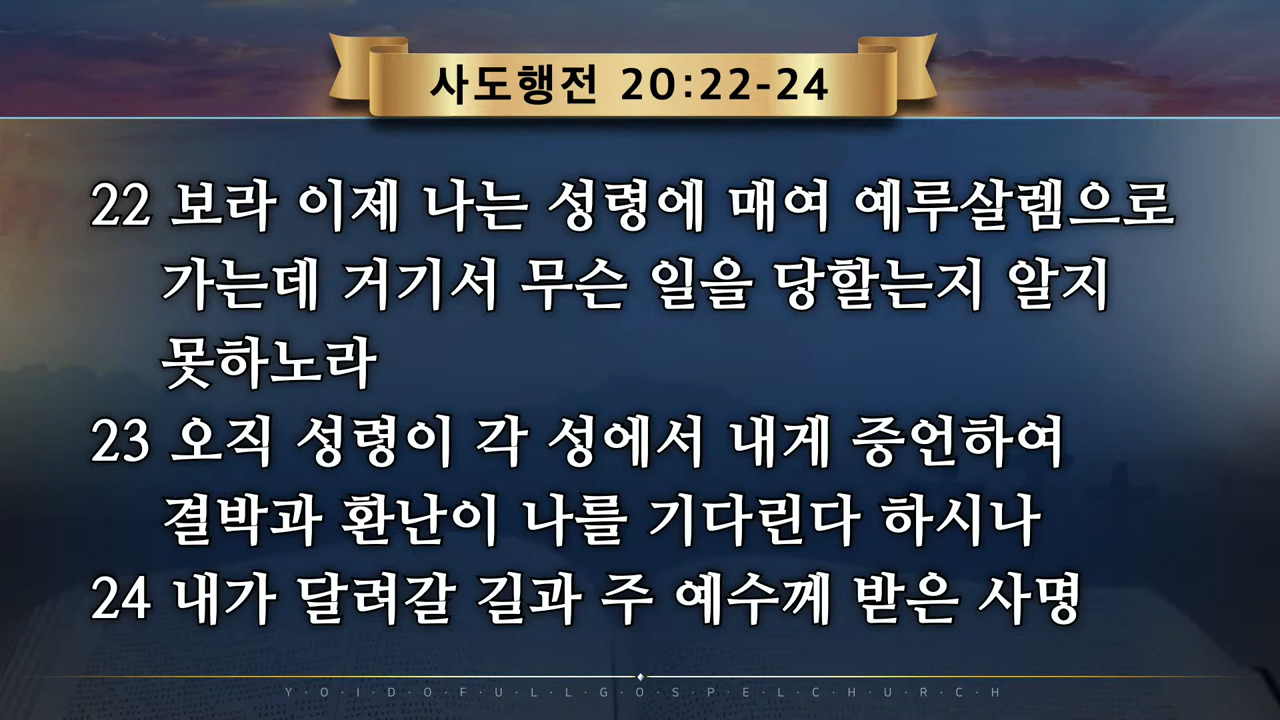 사도행전 20:22-24
22 보라 이제 나는 성령에 매여 예루살렘으로
가는데 거기서 무슨 일을 당할는지 알지
못하노라
23 오직 성령이 각 성에서 내게 증언하여
결박과 환난이 나를 기다린다 하시나
24 내가 달려갈 길과 주 예수께 받은 사명
Y·O·I·D·O·F·U·L·L·G·O·S·P·E·L·C·H·U·R·C·H